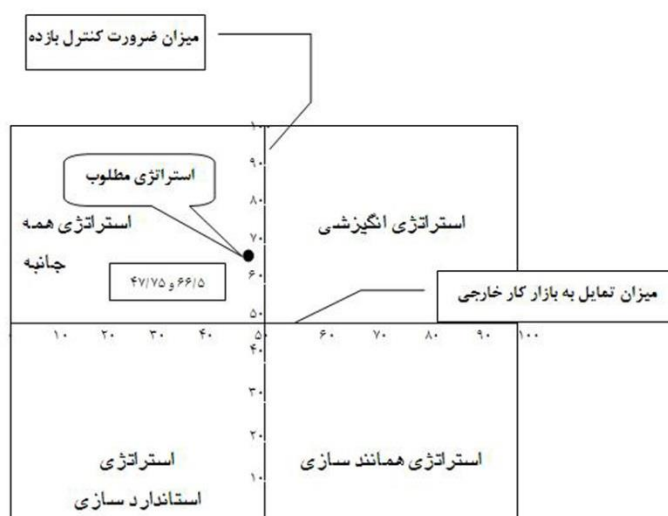 میزان ضرورت کنترل بازده
۱۰۰
۹۰
استراتژی مطلوب
۸۰
استراتژی همه
جانبه
استراتژی انگیزشی
۷۰
۶۶/۵ و ۴۷/۷۵
۶۰
میزان تمایل به بازار کار خارجی
۵۰
۰ ۱۰ ۲۰ ۳۰ ۴۰ ۵۰ ۶۰ ۷۰ ۸۰ ۹۰ ۱۰۰
۴۰
۳۰
۲۰
استراتژی
استاندارد سازی
استراتژی همانند سازی
۱۰